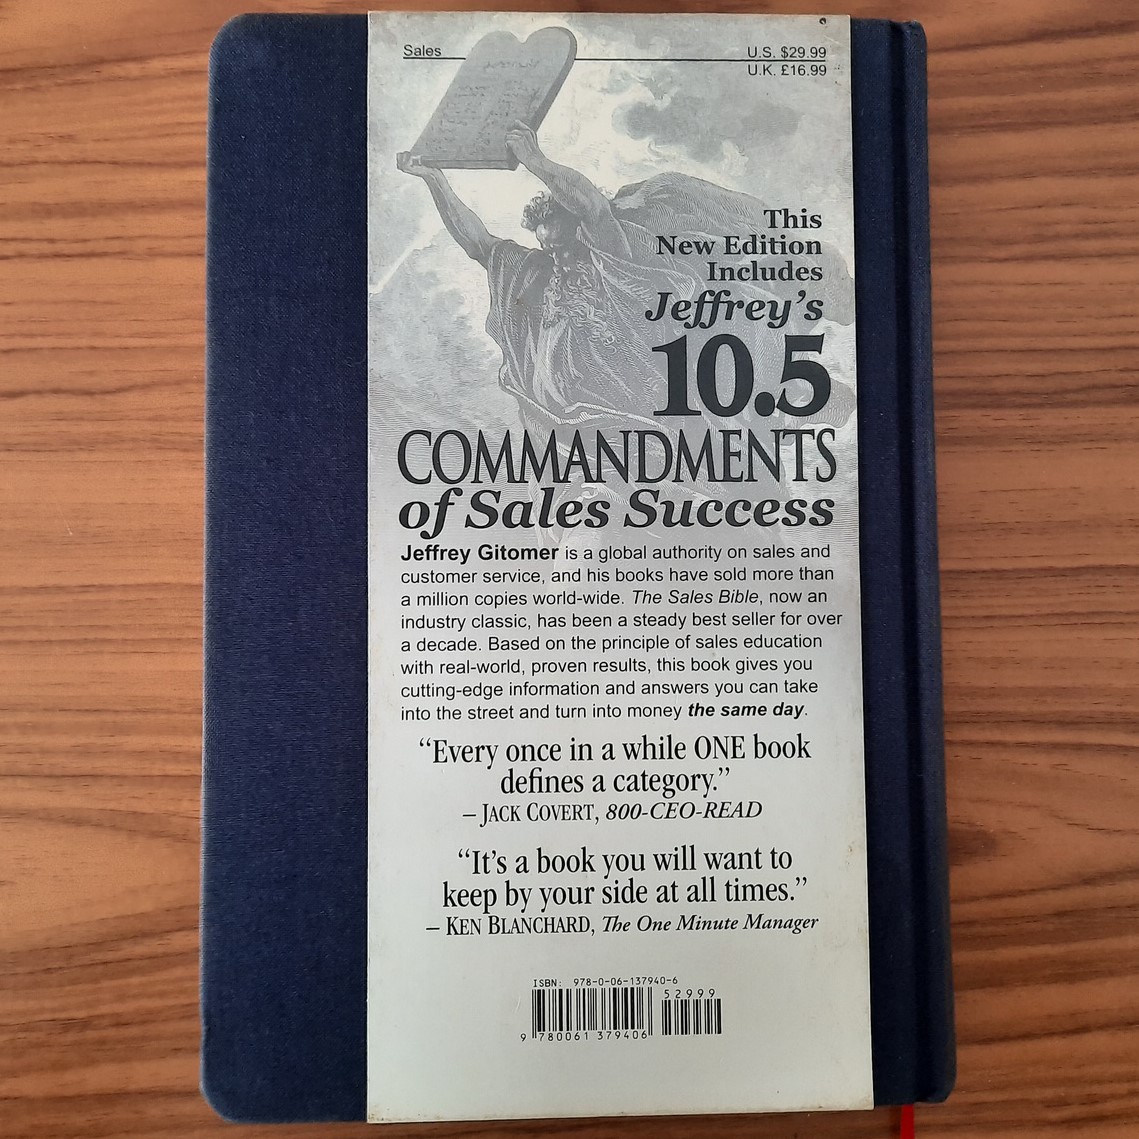 Sales
U.S. $29.99
U.K. £16.99
This
New Edition
Includes
Jeffrey's
10.5
COMMANDMENTS
of Sales Success
Jeffrey Gitomer is a global authority on sales and
customer service, and his books have sold more than
a million copies world-wide. The Sales Bible, now an
industry classic, has been a steady best seller for over
a decade. Based on the principle of sales education
with real-world, proven results, this book gives you
cutting-edge information and answers you can take
into the street and turn into money the same day.
“Every once in a while ONE book
defines a category.”
– JACK COVERT, 800-CEO-READ
“It's a book you will want to
keep by your side at all times.”
– KEN BLANCHARD, The One Minute Manager
ISBN: 978-0-06-137940-6
52999
9 780061 379406